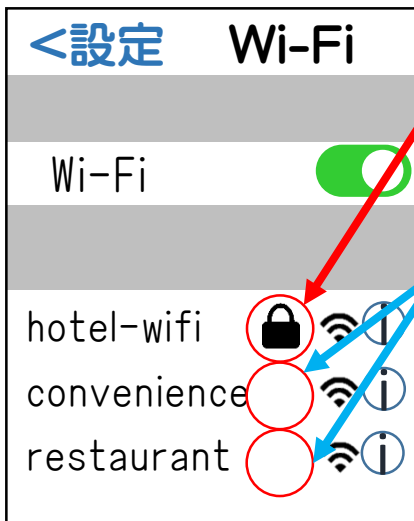 <設定 Wi-Fi
Wi-Fi
hotel-wifi i
convenience i
restaurant i